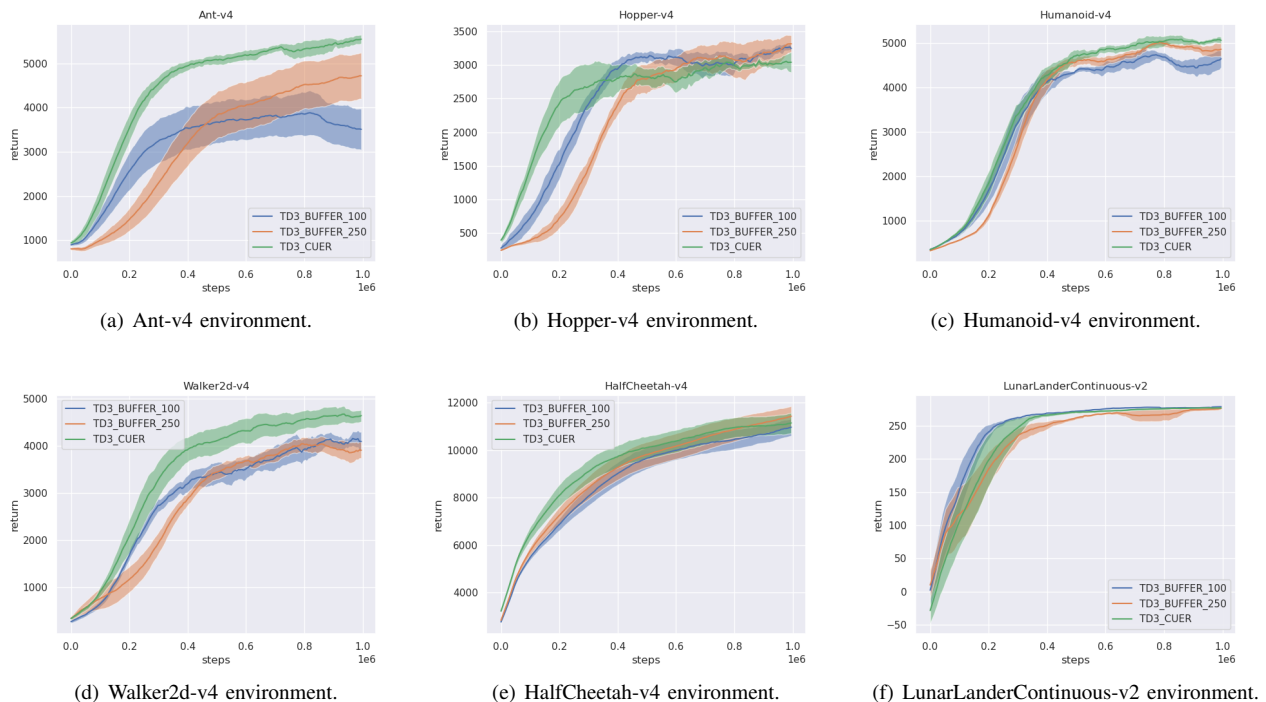 Ant-v4
return
5000
4000
3000
2000
1000
TD3_BUFFER_100
TD3_BUFFER_250
TD3_CUER
0.0 0.2 0.4 0.6 0.8 1.0
steps
1e6
(a) Ant-v4 environment.
Hopper-v4
return
3500
3000
2500
2000
1500
1000
500
TD3_BUFFER_100
TD3_BUFFER_250
TD3_CUER
0.0 0.2 0.4 0.6 0.8 1.0
steps
1e6
(b) Hopper-v4 environment.
Humanoid-v4
return
5000
4000
3000
2000
1000
TD3_BUFFER_100
TD3_BUFFER_250
TD3_CUER
0.0 0.2 0.4 0.6 0.8 1.0
steps
1e6
(c) Humanoid-v4 environment.
Walker2d-v4
return
5000
4000
3000
2000
1000
TD3_BUFFER_100
TD3_BUFFER_250
TD3_CUER
0.0 0.2 0.4 0.6 0.8 1.0
steps
1e6
(d) Walker2d-v4 environment.
HalfCheetah-v4
return
12000
10000
8000
6000
4000
TD3_BUFFER_100
TD3_BUFFER_250
TD3_CUER
0.0 0.2 0.4 0.6 0.8 1.0
steps
1e6
(e) HalfCheetah-v4 environment.
LunarLanderContinuous-v2
return
250
200
150
100
50
0
−50
TD3_BUFFER_100
TD3_BUFFER_250
TD3_CUER
0.0 0.2 0.4 0.6 0.8 1.0
steps
1e6
(f) LunarLanderContinuous-v2 environment.